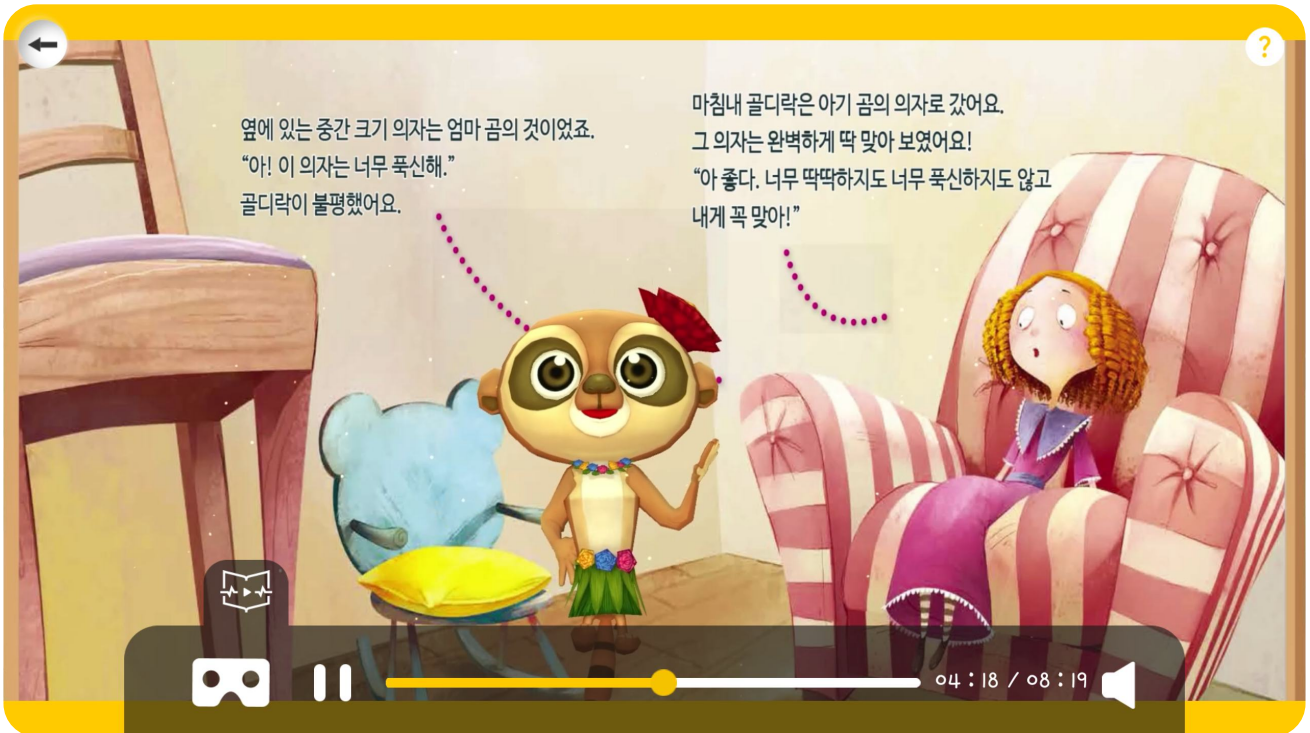 ?
옆에 있는 중간 크기 의자는 엄마 곰의 것이었죠.
“아! 이 의자는 너무 푹신해.”
골디락이 불평했어요.
마침내 골디락은 아기 곰의 의자로 갔어요.
그 의자는 완벽하게 딱 맞아 보였어요!
“아 좋다. 너무 딱딱하지도 너무 푹신하지도 않고
내게 꼭 맞아!”
04:18 / 08:19